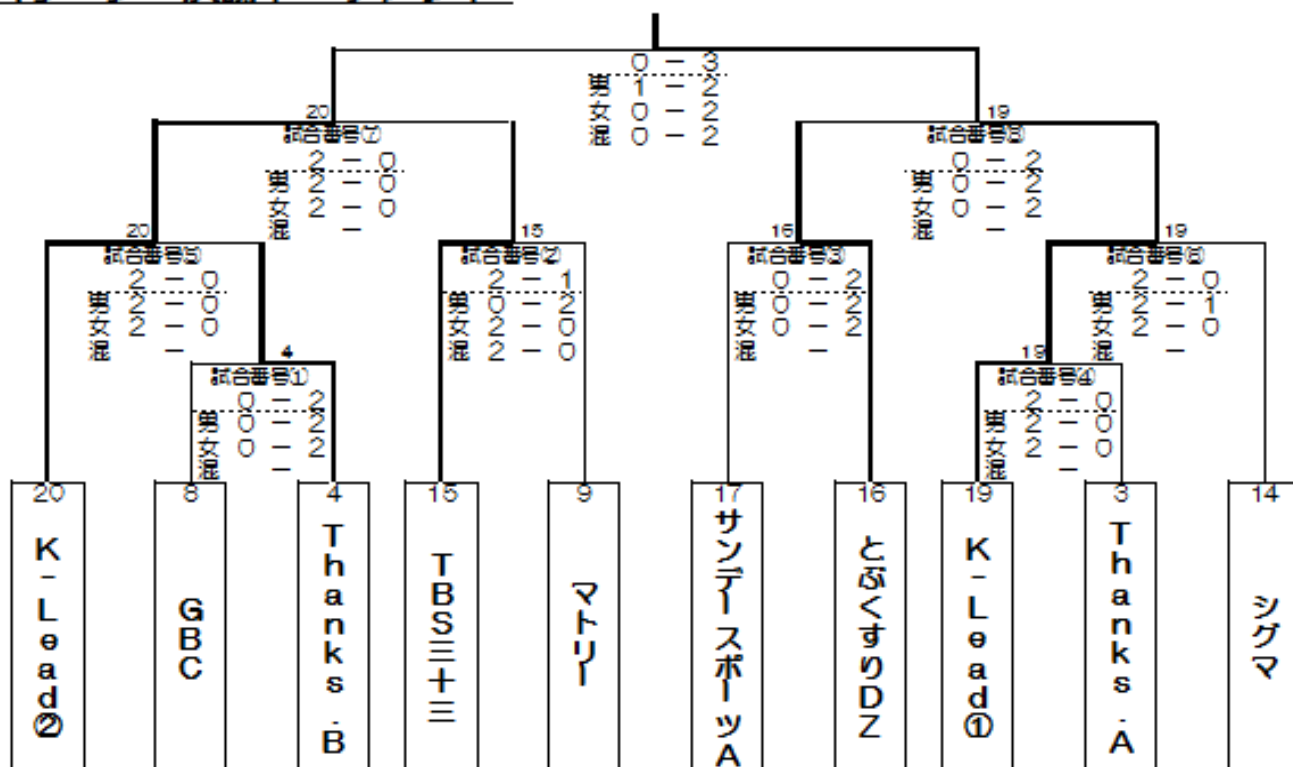 0 － 3
男 1 － 2
女 0 － 2
混 0 － 2
20
試合番号⑦
2 － 0
男 2 － 0
女 2 － 0
混 －
19
試合番号⑧
0 － 2
男 0 － 2
女 0 － 2
混 －
20
試合番号⑤
2 － 0
男 2 － 0
女 2 － 0
混 －
15
試合番号②
2 － 1
男 0 － 2
女 2 － 0
混 2 － 0
16
試合番号③
0 － 2
男 0 － 2
女 0 － 2
混 －
19
試合番号⑥
2 － 0
男 2 － 1
女 2 － 0
混 －
4
試合番号①
0 － 2
男 0 － 2
女 0 － 2
混 －
19
試合番号④
2 － 0
男 2 － 0
女 2 － 0
混 －
20
K-Lead②
8
GBC
4
Thanks.B
15
TBS三十三
9
マトリー
17
サンデースポーツA
16
とぶくすりDZ
19
K-Lead①
3
Thanks.A
14
シグマ